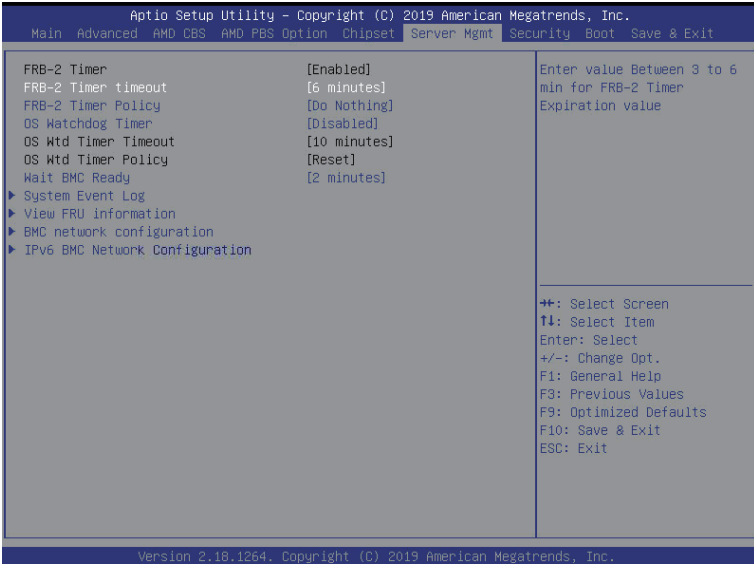 Aptio Setup Utility – Copyright (C) 2019 American Megatrends, Inc.
Main Advanced AMD CBS AMD PBS Option Chipset Server Mgmt Security Boot Save & Exit
FRB-2 Timer [Enabled]
FRB-2 Timer timeout [6 minutes]
FRB-2 Timer Policy [Do Nothing]
OS Watchdog Timer [Disabled]
OS Wtd Timer Timeout [10 minutes]
OS Wtd Timer Policy [Reset]
Wait BMC Ready [2 minutes]
▶ System Event Log
▶ View FRU information
▶ BMC network configuration
▶ IPv6 BMC Network Configuration
Enter value Between 3 to 6
min for FRB-2 Timer
Expiration value
→←: Select Screen
↑↓: Select Item
Enter: Select
+/-: Change Opt.
F1: General Help
F3: Previous Values
F9: Optimized Defaults
F10: Save & Exit
ESC: Exit
Version 2.18.1264. Copyright (C) 2019 American Megatrends, Inc.